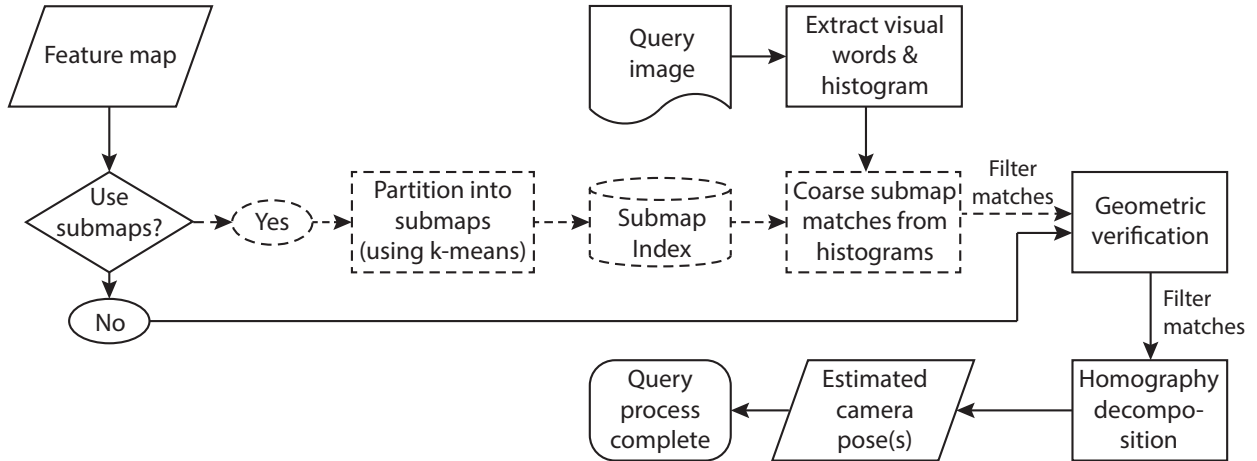 Feature map
Query
image
Extract visual
words &
histogram
Use
submaps?
Yes
Partition into
submaps
(using k-means)
Submap
Index
Coarse submap
matches from
histograms
Filter
matches
Geometric
verification
No
Filter
matches
Query
process
complete
Estimated
camera
pose(s)
Homography
decompo-
sition